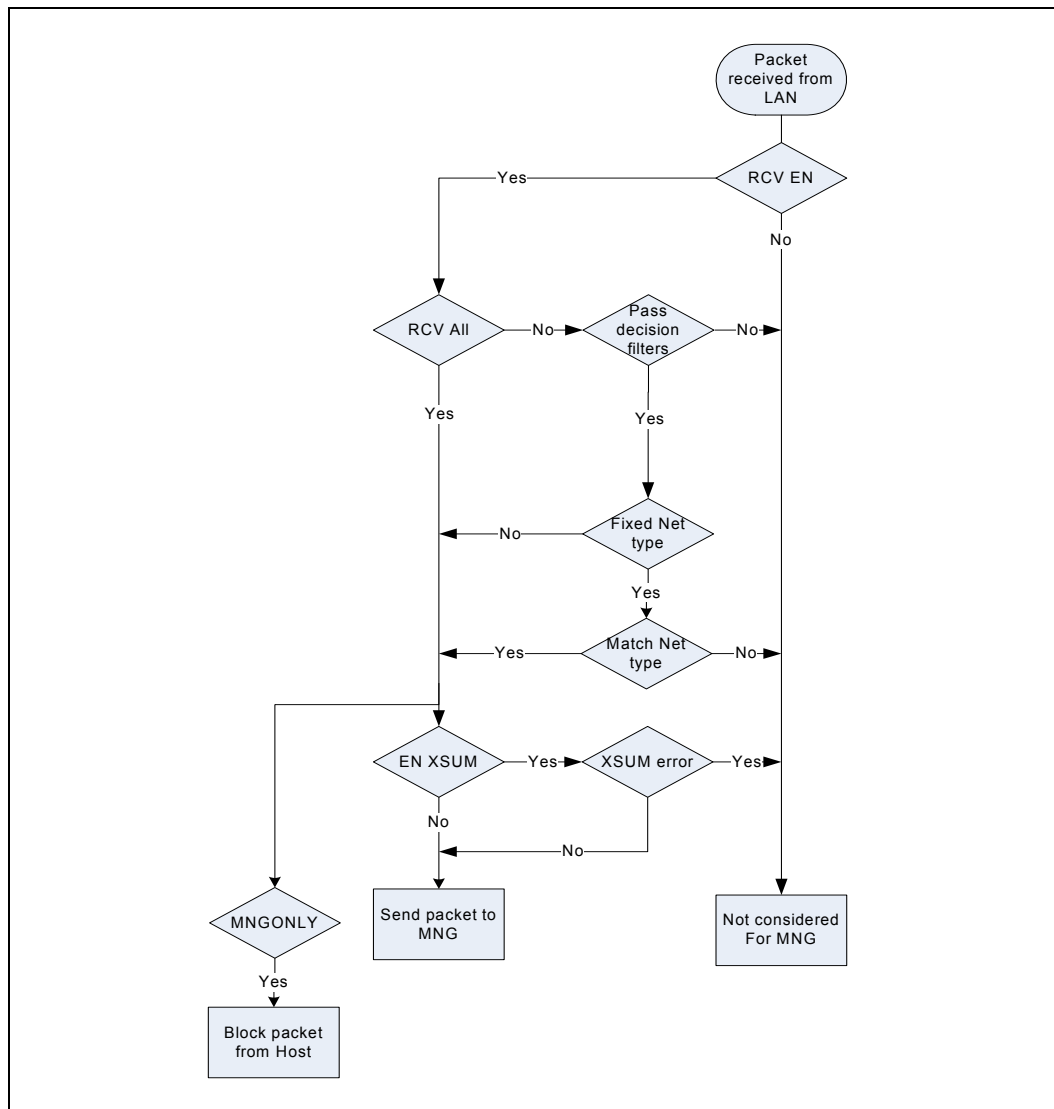 Packet
received from
LAN
RCV EN
Yes
No
RCV All
No
Pass
decision
filters
No
Yes
Yes
Fixed Net
type
No
Yes
Match Net
type
Yes
No
EN XSUM
Yes
XSUM error
Yes
No
No
MNGONLY
Send packet to
MNG
Not considered
For MNG
Yes
Block packet
from Host